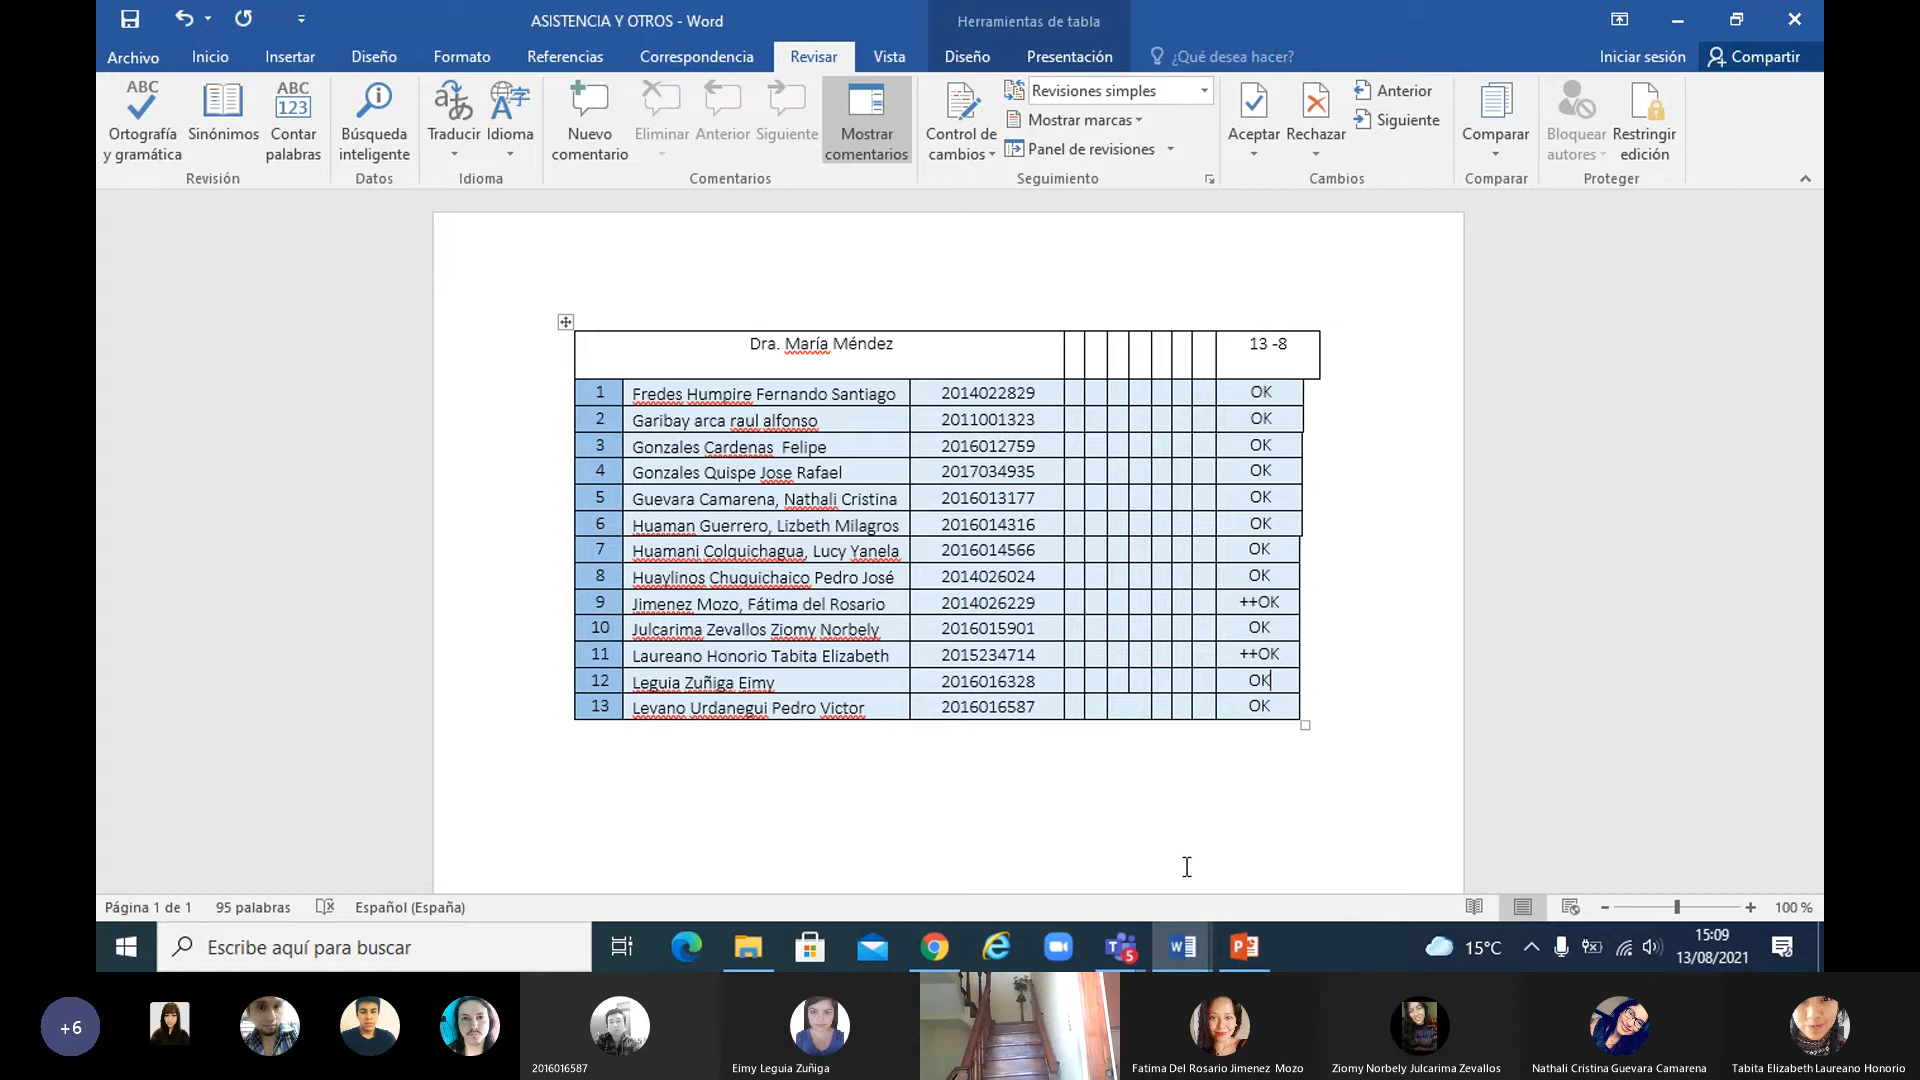 ASISTENCIA Y OTROS - Word
Herramientas de tabla
Archivo Inicio Insertar Diseño Formato Referencias Correspondencia Revisar Vista Diseño Presentación ¿Qué desea hacer? Iniciar sesión Compartir
ABC Ortografía y gramática
Sinónimos
ABC 123 Contar palabras
Revisión
Búsqueda inteligente
Datos
Traducir
Idioma
Idioma
Nuevo comentario
Eliminar
Anterior
Siguiente
Mostrar comentarios
Comentarios
Control de cambios
Revisiones simples
Mostrar marcas
Panel de revisiones
Seguimiento
Aceptar
Rechazar
Anterior
Siguiente
Cambios
Comparar
Comparar
Bloquear autores
Restringir edición
Proteger
Dra. María Méndez 13 -8
1 Fredes Humpire Fernando Santiago 2014022829 OK
2 Garibay arca raul alfonso 2011001323 OK
3 Gonzales Cardenas Felipe 2016012759 OK
4 Gonzales Quispe Jose Rafael 2017034935 OK
5 Guevara Camarena, Nathali Cristina 2016013177 OK
6 Huaman Guerrero, Lizbeth Milagros 2016014316 OK
7 Huamani Colquichagua, Lucy Yanela 2016014566 OK
8 Huaylinos Chuquichaico Pedro José 2014026024 OK
9 Jimenez Mozo, Fátima del Rosario 2014026229 ++OK
10 Julcarima Zevallos Ziomy Norbely 2016015901 OK
11 Laureano Honorio Tabita Elizabeth 2015234714 ++OK
12 Leguia Zuñiga Eimy 2016016328 OK
13 Levano Urdanegui Pedro Victor 2016016587 OK
Página 1 de 1 95 palabras Español (España) 100 %
Escribe aquí para buscar
5
15°C
15:09
13/08/2021
+6
2016016587
Eimy Leguia Zuñiga
Fatima Del Rosario Jimenez Mozo
Ziomy Norbely Julcarima Zevallos
Nathali Cristina Guevara Camarena
Tabita Elizabeth Laureano Honorio